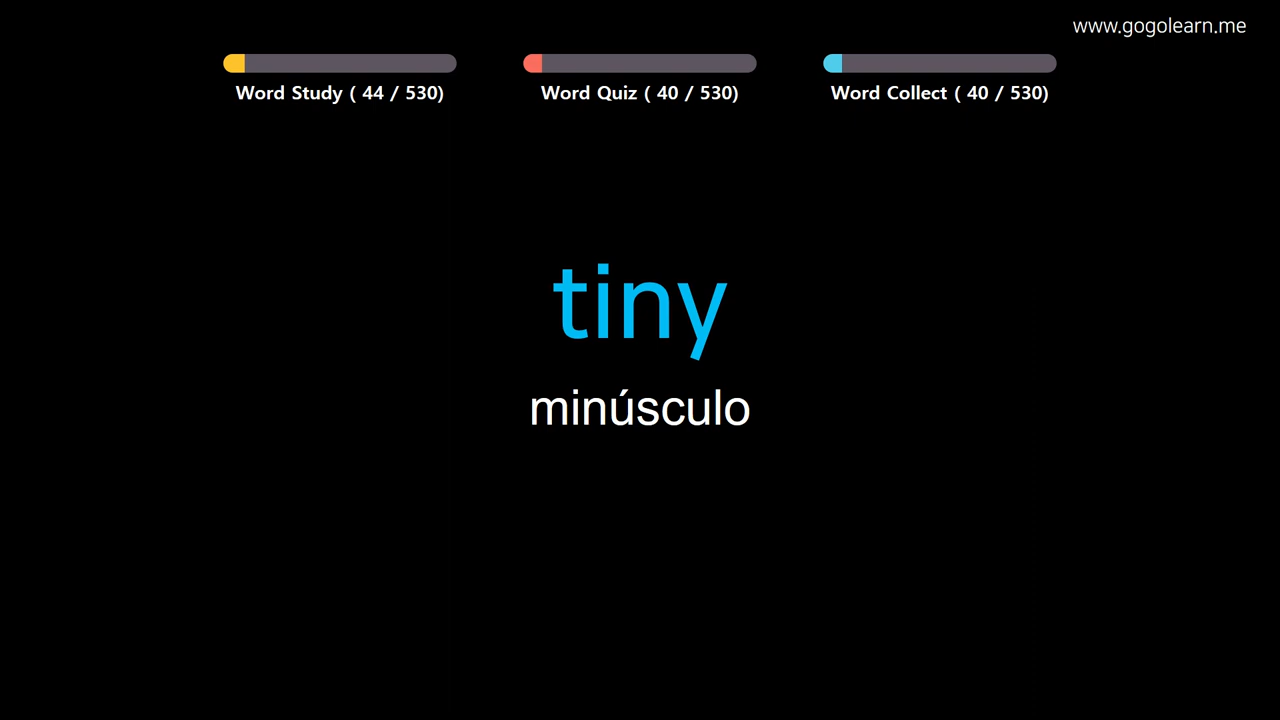 www.gogolearn.me
Word Study ( 44 / 530)
Word Quiz ( 40 / 530)
Word Collect ( 40 / 530)
tiny
minúsculo